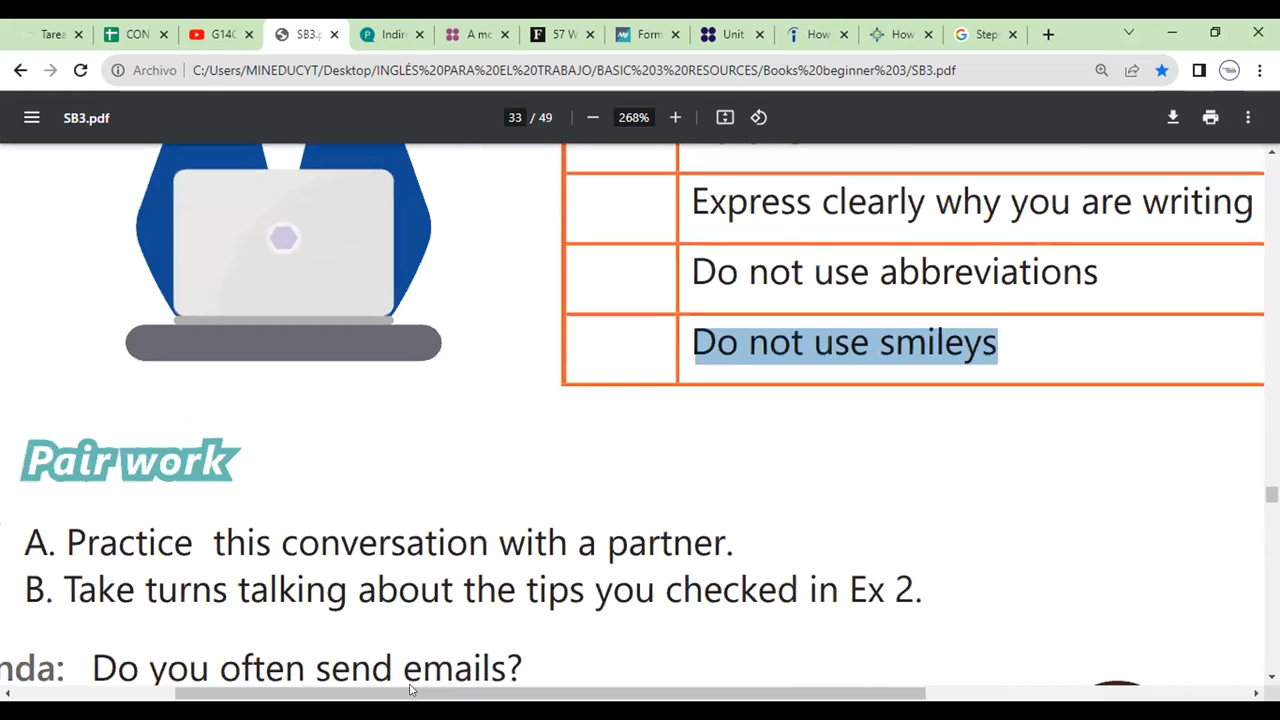 Tarea
CON
G14C
SB3.p
Indire
A mo
57 W
Form
Unit
How
How
Step
Archivo
C:/Users/MINEDUCYT/Desktop/INGLÉS%20PARA%20EL%20TRABAJO/BASIC%203%20RESOURCES/Books%20beginner%203/SB3.pdf
SB3.pdf
33 / 49
268%
Express clearly why you are writing
Do not use abbreviations
Do not use smileys
Pair work
A. Practice this conversation with a partner.
B. Take turns talking about the tips you checked in Ex 2.
nda: Do you often send emails?